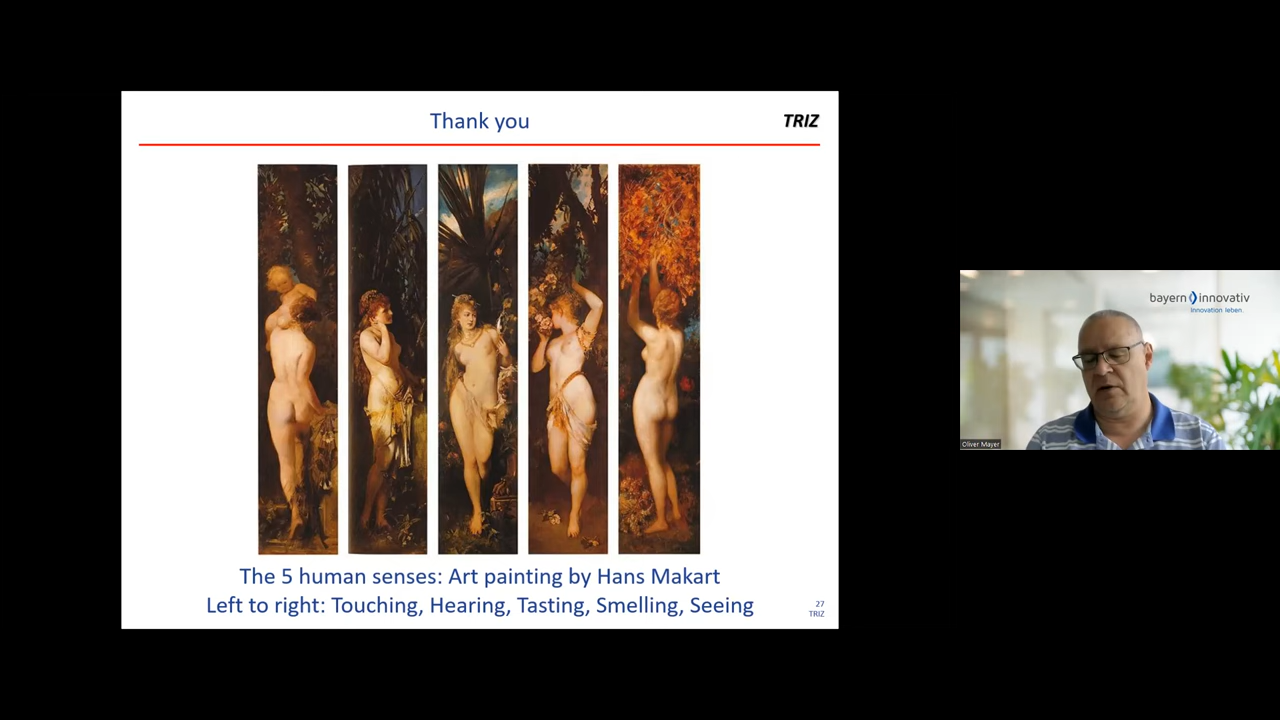 Thank you
TRIZ
The 5 human senses: Art painting by Hans Makart
Left to right: Touching, Hearing, Tasting, Smelling, Seeing
27
TRIZ
bayern innovativ
Innovation leben
Oliver Mayer